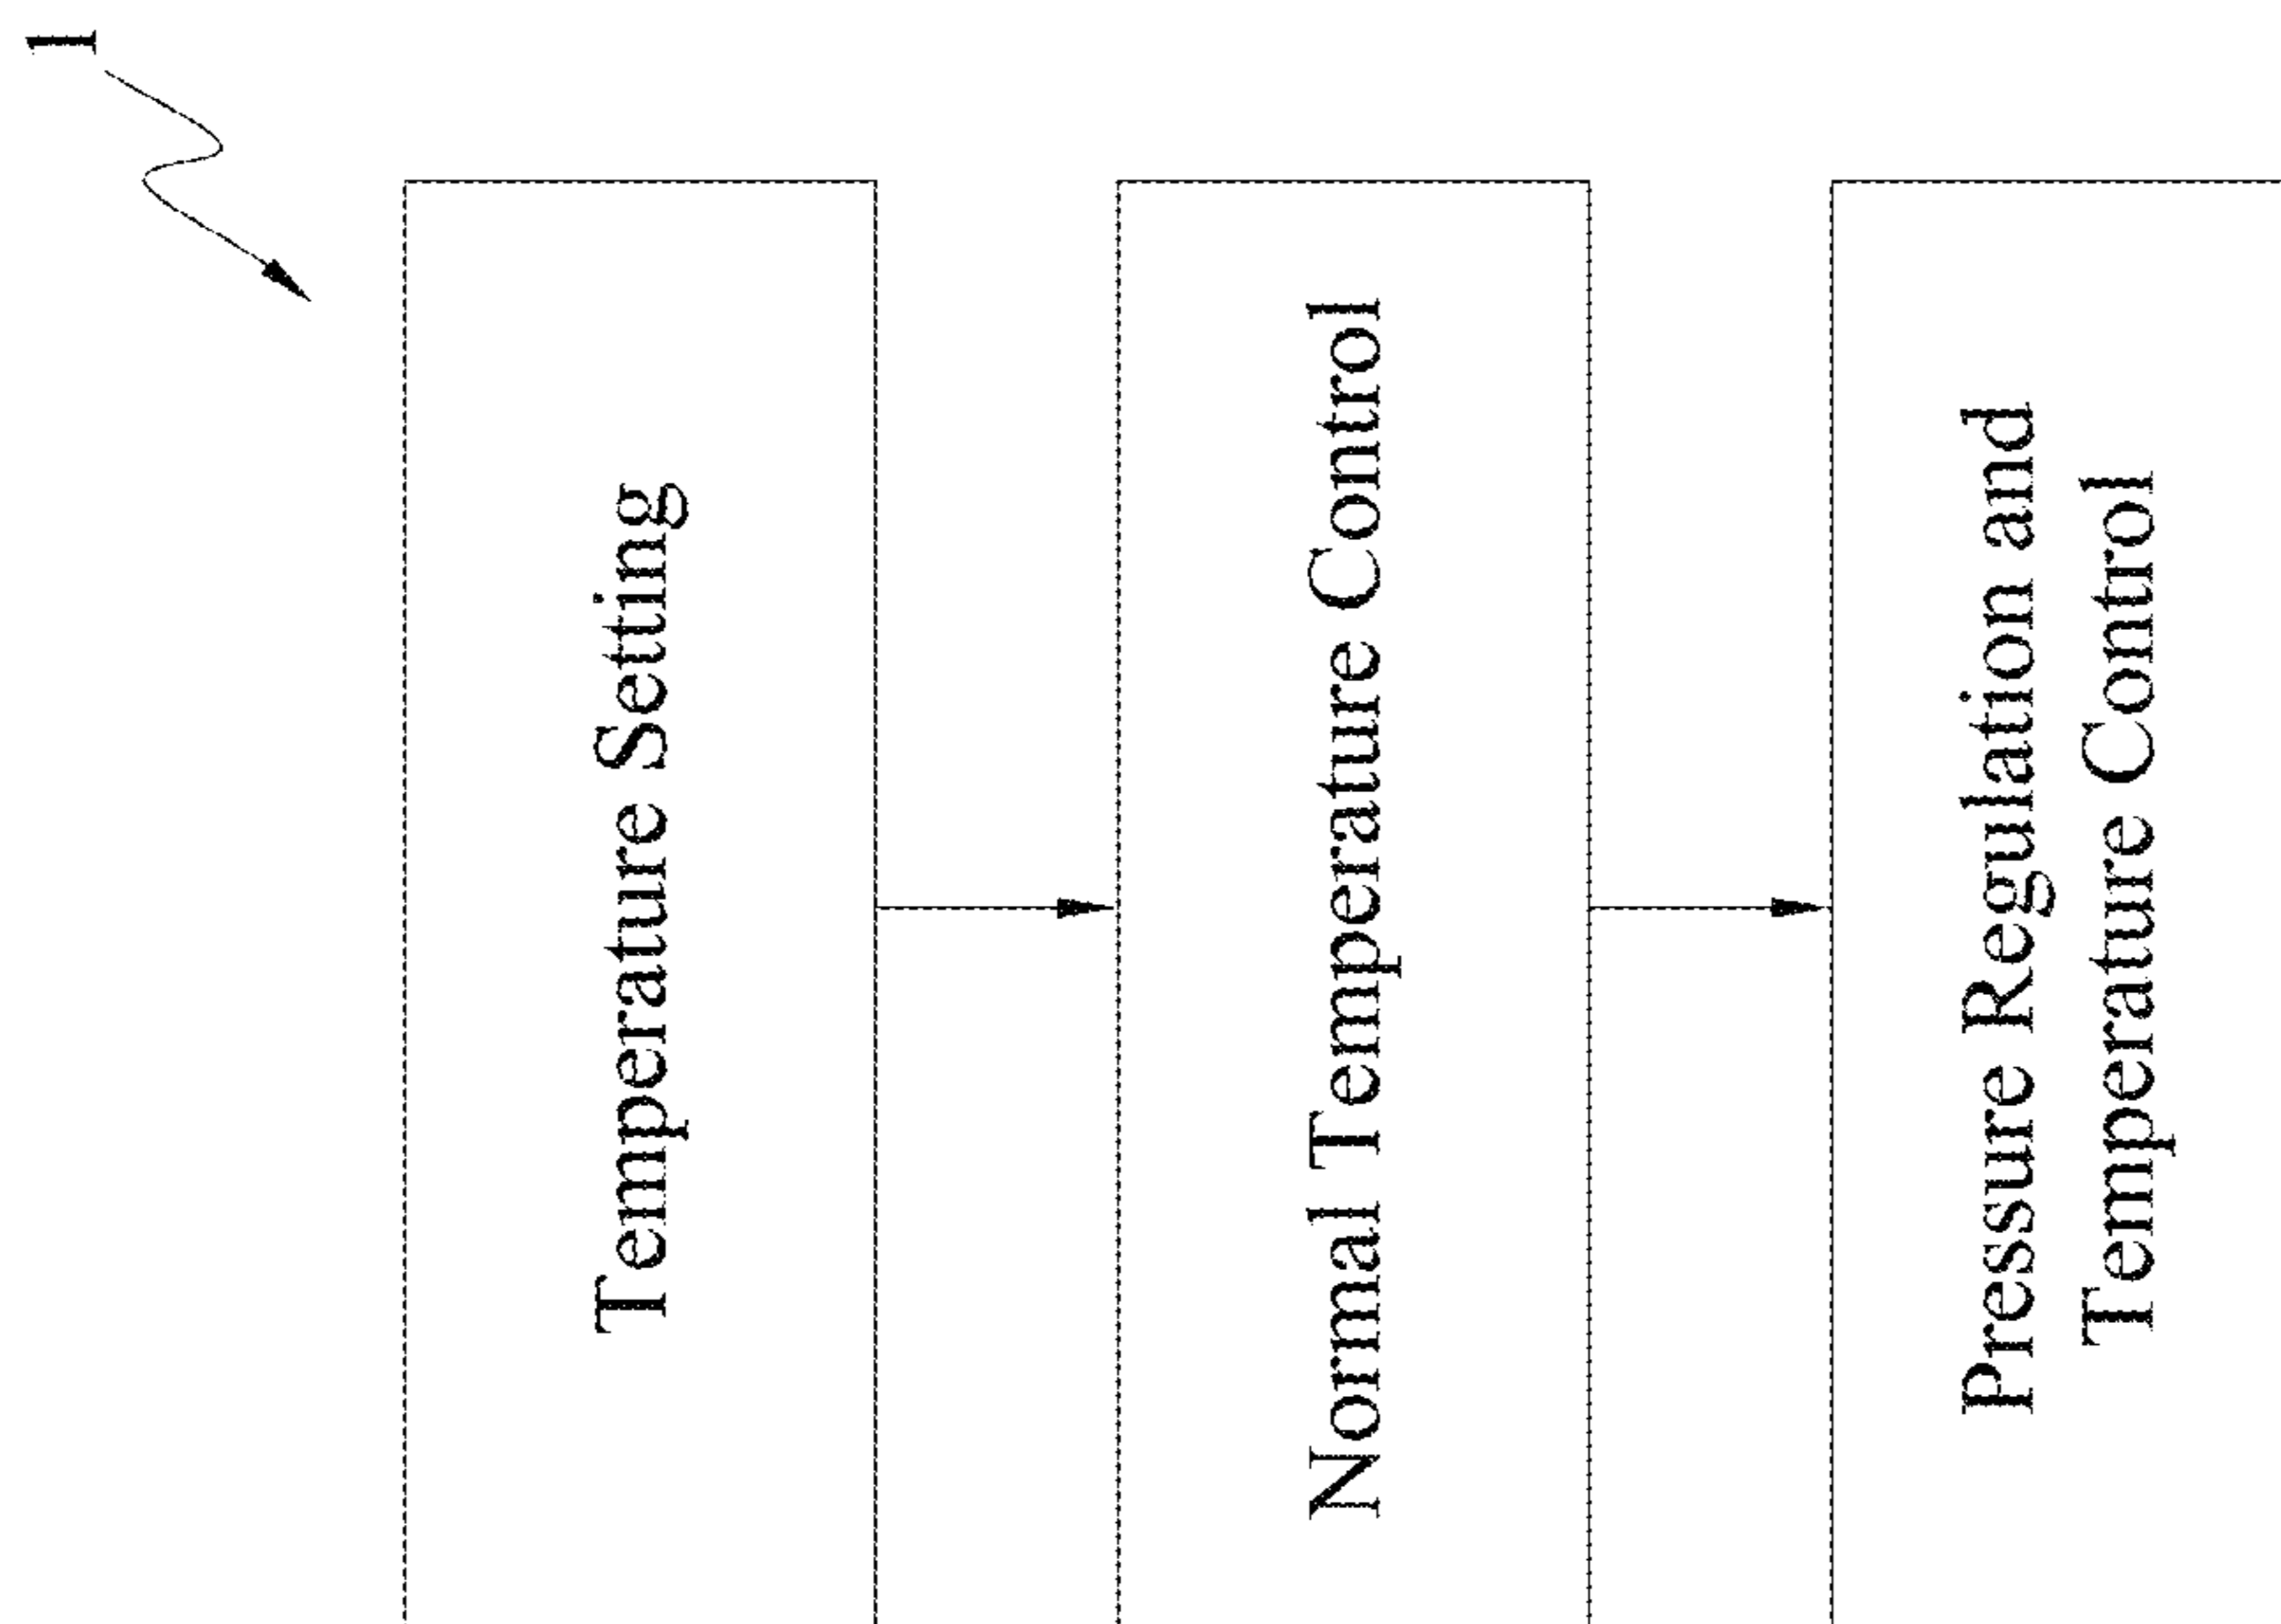 1
Temperature Setting
Normal Temperature Control
Pressure Regulation and
Temperature Control